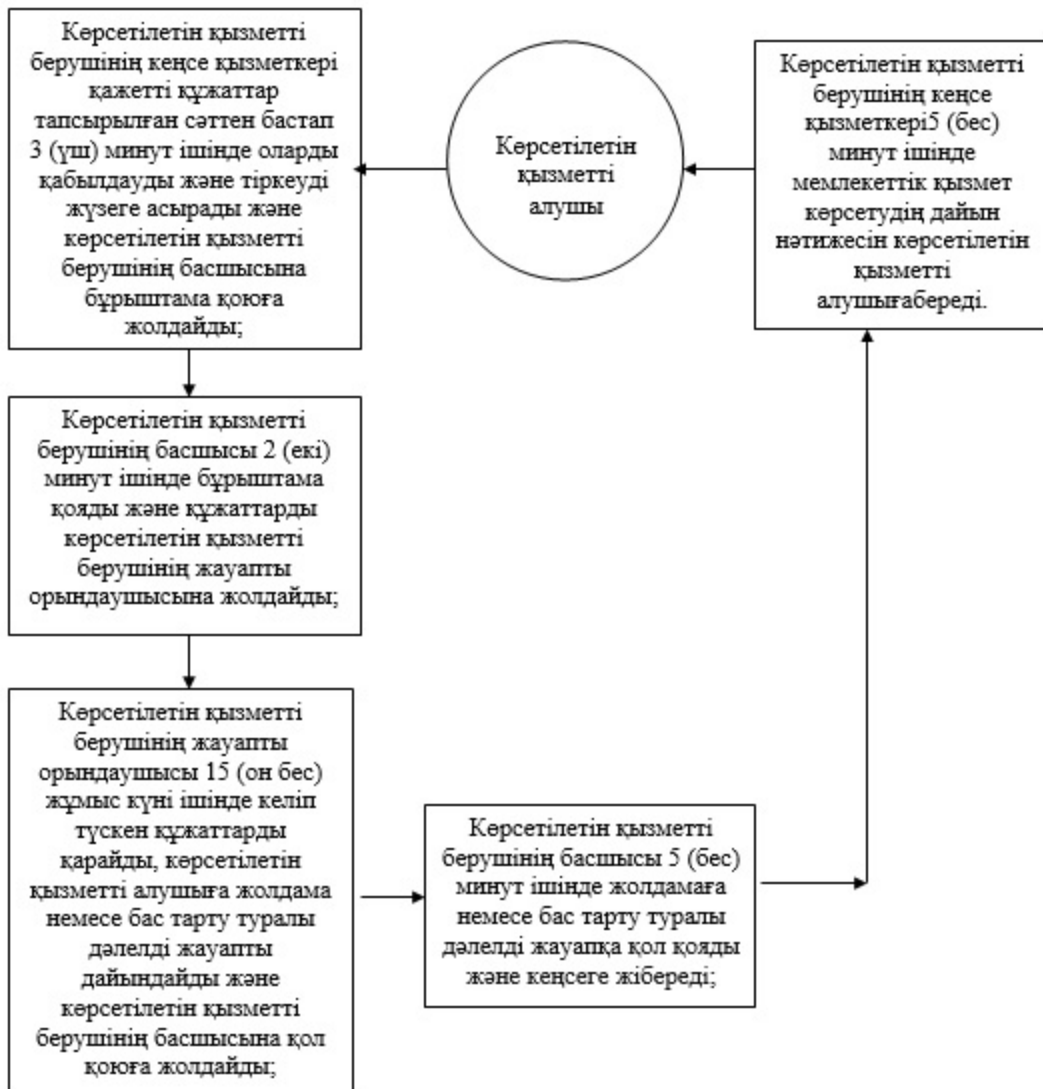 Көрсетілетін қызметті
берушінің кеңсе қызметкері
қажетті құжаттар
тапсырылған сәттен бастап
3 (үш) минут ішінде оларды
қабылдауды және тіркеуді
жүзеге асырады және
көрсетілетін қызметті
берушінің басшысына
бұрыштама қоюға
жолдайды;
Көрсетілетін
қызметті
алушы
Көрсетілетін қызметті
берушінің кеңсе
қызметкері5 (бес)
минут ішінде
мемлекеттік қызмет
көрсетудің дайын
нәтижесін көрсетілетін
қызметті
алушығабереді.
Көрсетілетін қызметті
берушінің басшысы 2 (екі)
минут ішінде бұрыштама
қояды және құжаттарды
көрсетілетін қызметті
берушінің жауапты
орындаушысына жолдайды;
Көрсетілетін қызметті
берушінің жауапты
орындаушысы 15 (он бес)
жұмыс күні ішінде келіп
түскен құжаттарды
қарайды, көрсетілетін
қызметті алушыға жолдама
немесе бас тарту туралы
дәлелді жауапты
дайындайды және
көрсетілетін қызметті
берушінің басшысына қол
қоюға жолдайды;
Көрсетілетін қызметті
берушінің басшысы 5 (бес)
минут ішінде жолдамаға
немесе бас тарту туралы
дәлелді жауапқа қол қояды
және кеңсеге жібереді;